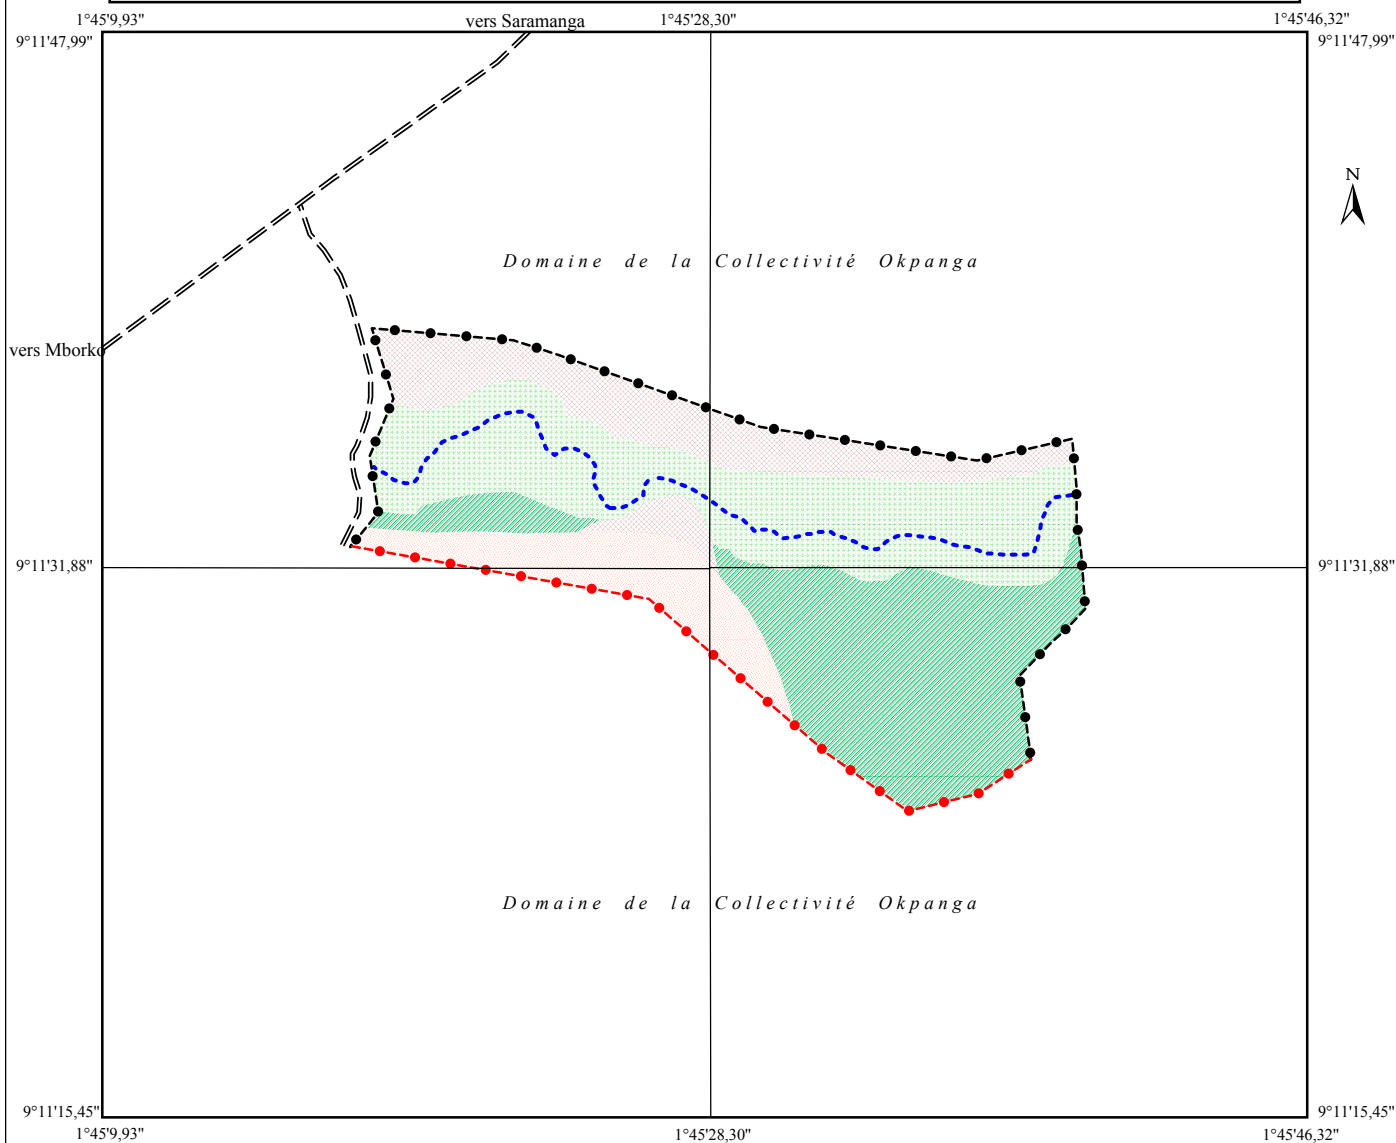 vers Saramanga
1°45'9,93" 1°45'28,30" 1°45'46,32"
9°11'47,99" 9°11'47,99"
N
Domaine de la Collectivité Okpanga
vers Mborko
9°11'31,88" 9°11'31,88"
Domaine de la Collectivité Okpanga
9°11'15,45" 9°11'15,45"
1°45'9,93" 1°45'28,30" 1°45'46,32"